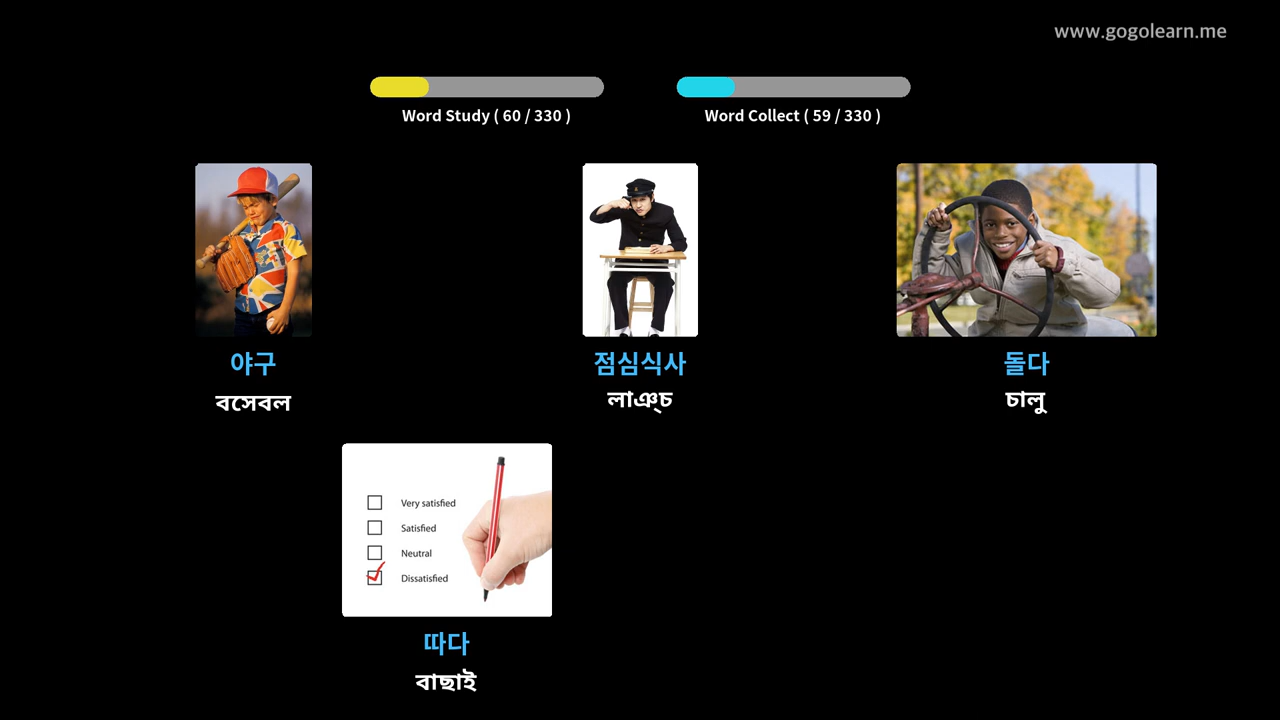 www.gogolearn.me
Word Study ( 60 / 330 )
Word Collect ( 59 / 330 )
야구
점심식사
돌다
বসেবল
লাঞ্চ
চালু
Very satisfied
Satisfied
Neutral
Dissatisfied
따다
বাছাই